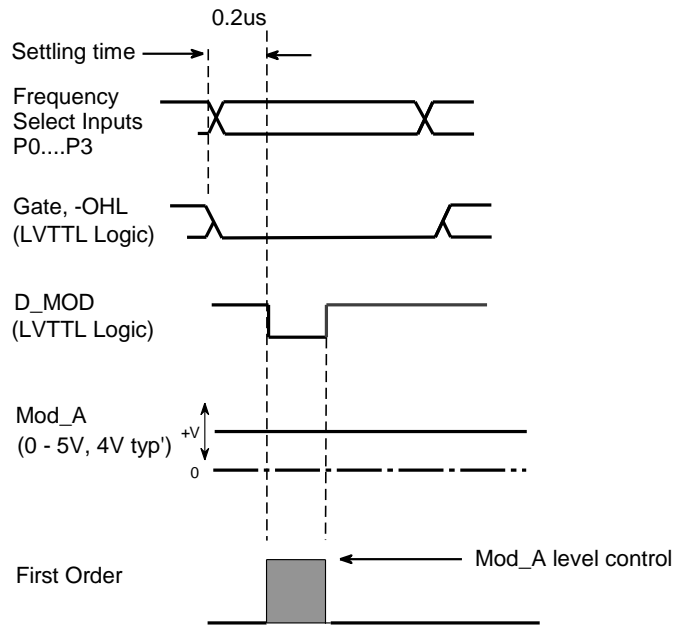 0.2us
Settling time
Frequency
Select Inputs
P0....P3
Gate, -OHL
(LVTTL Logic)
D_MOD
(LVTTL Logic)
Mod_A
(0 - 5V, 4V typ')
+V
0
First Order
Mod_A level control